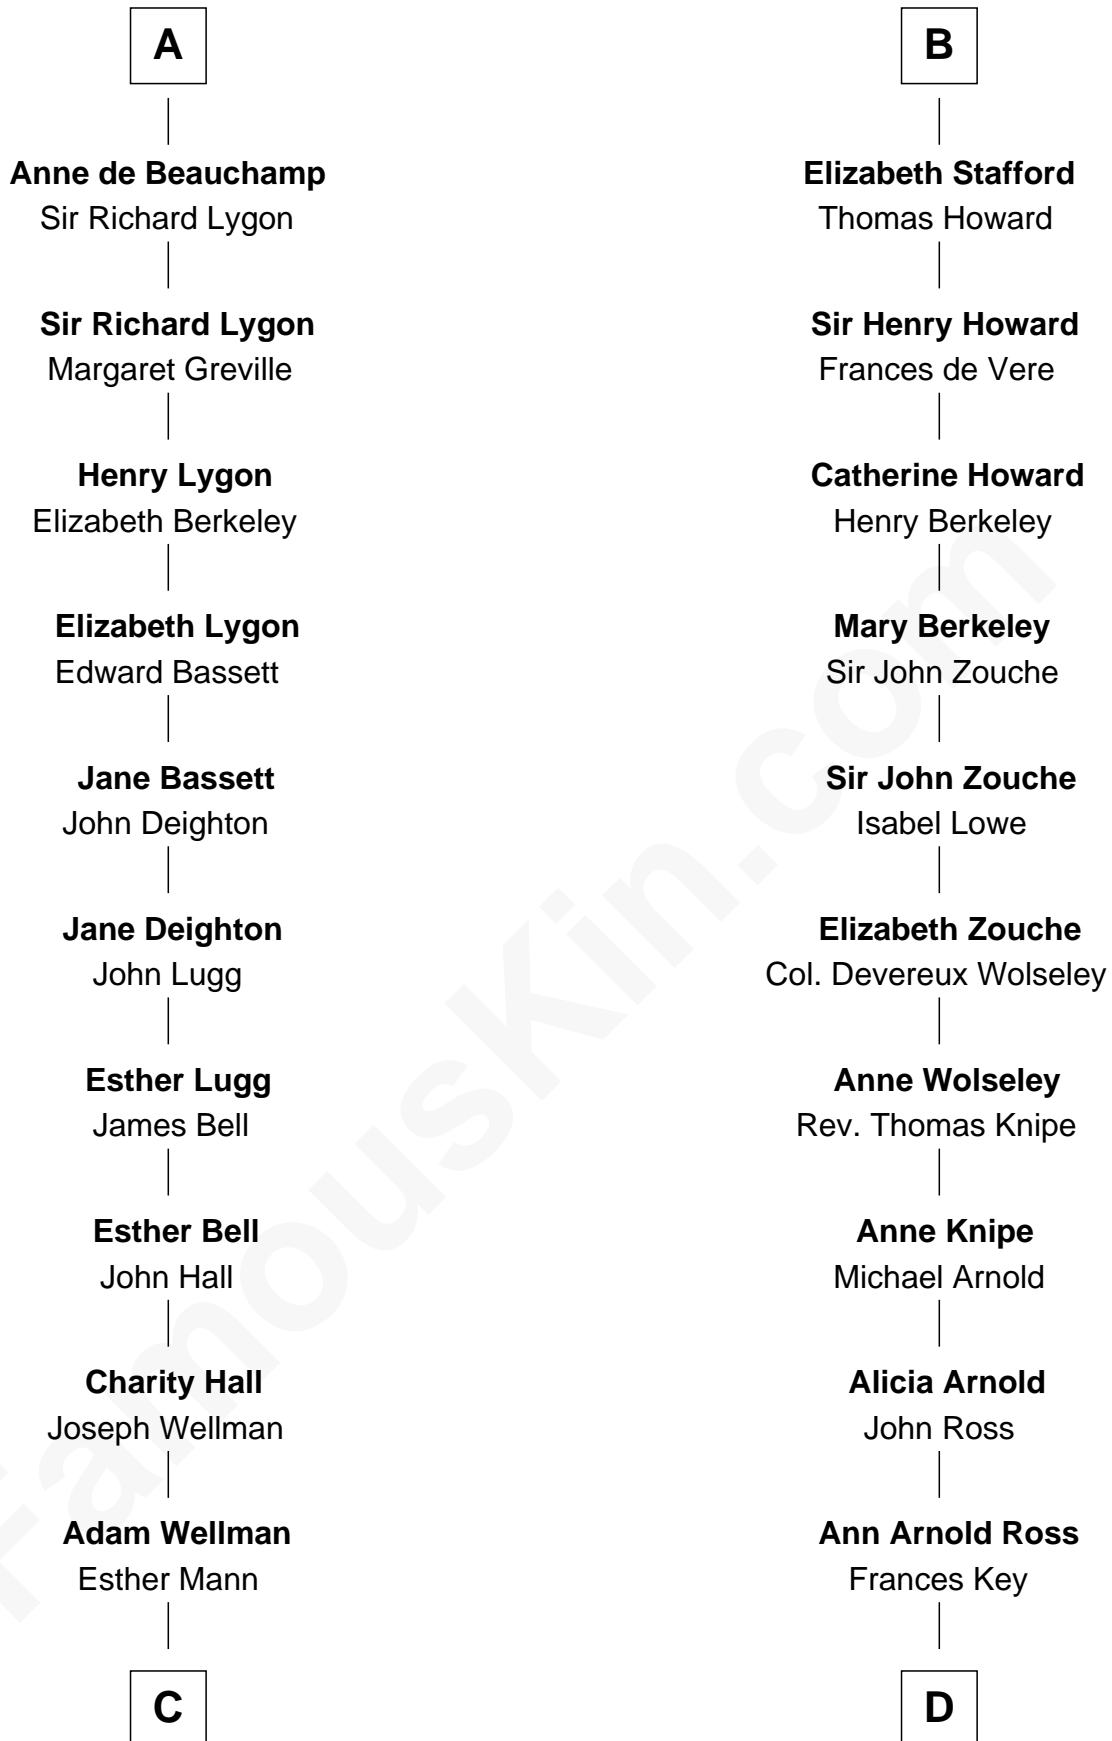 A
Anne de Beauchamp
Sir Richard Lygon
Sir Richard Lygon
Margaret Greville
Henry Lygon
Elizabeth Berkeley
Elizabeth Lygon
Edward Bassett
Jane Bassett
John Deighton
Jane Deighton
John Lugg
Esther Lugg
James Bell
Esther Bell
John Hall
Charity Hall
Joseph Wellman
Adam Wellman
Esther Mann
C
B
Elizabeth Stafford
Thomas Howard
Sir Henry Howard
Frances de Vere
Catherine Howard
Henry Berkeley
Mary Berkeley
Sir John Zouche
Sir John Zouche
Isabel Lowe
Elizabeth Zouche
Col. Devereux Wolseley
Anne Wolseley
Rev. Thomas Knipe
Anne Knipe
Michael Arnold
Alicia Arnold
John Ross
Ann Arnold Ross
Frances Key
D
FamousKin.com